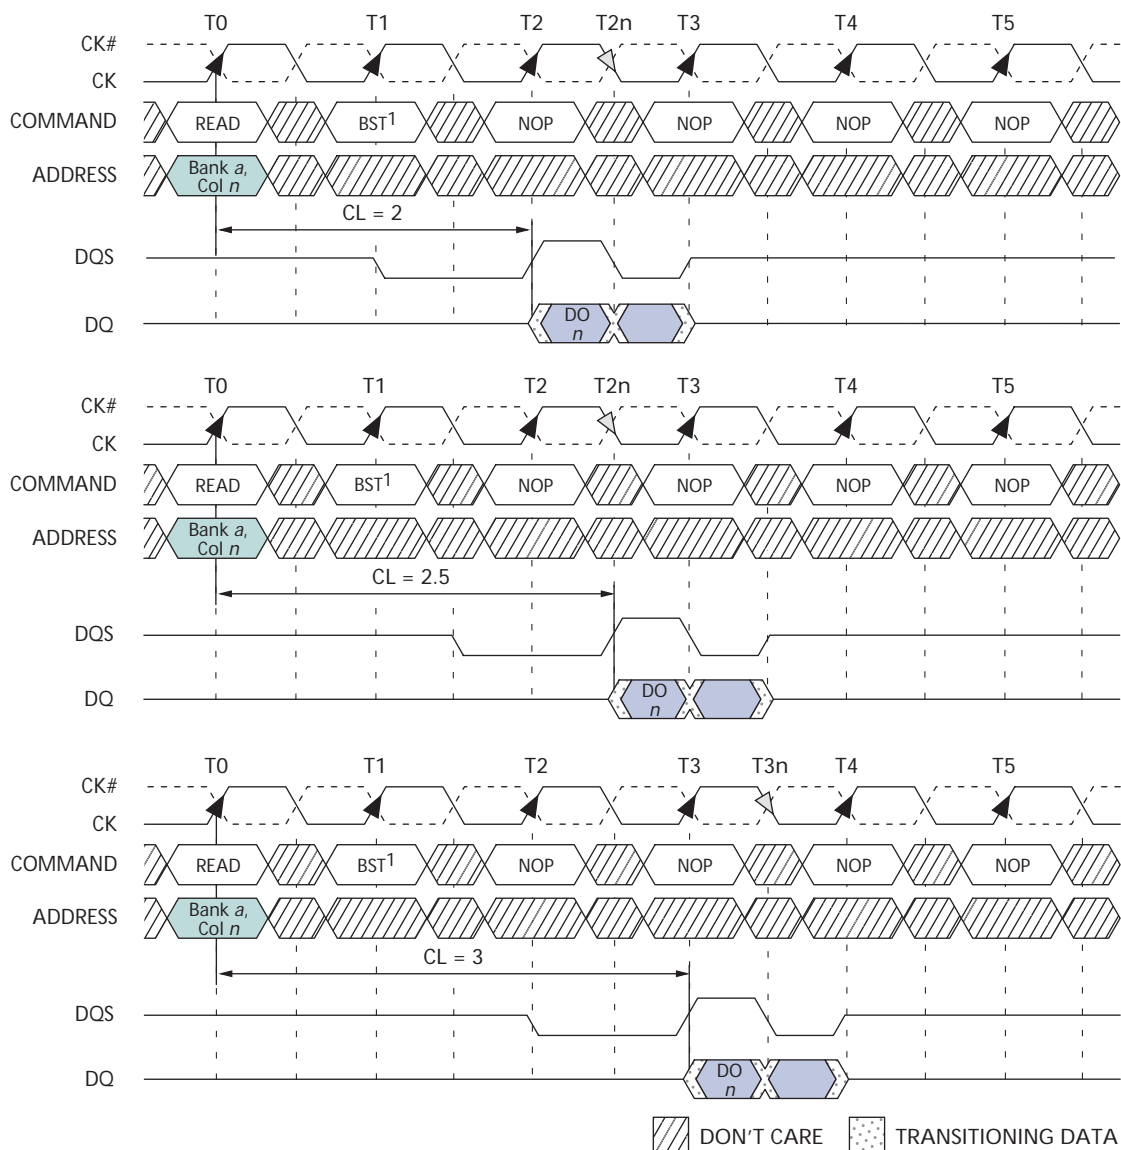 T0 T1 T2 T2n T3 T4 T5
CK#
CK
COMMAND READ BST1 NOP NOP NOP NOP
ADDRESS Bank a,
Col n
CL = 2
DQS
DQ DO
n
T0 T1 T2 T2n T3 T4 T5
CK#
CK
COMMAND READ BST1 NOP NOP NOP NOP
ADDRESS Bank a,
Col n
CL = 2.5
DQS
DQ DO
n
T0 T1 T2 T3 T3n T4 T5
CK#
CK
COMMAND READ BST1 NOP NOP NOP NOP
ADDRESS Bank a,
Col n
CL = 3
DQS
DQ DO
n
DON'T CARE TRANSITIONING DATA